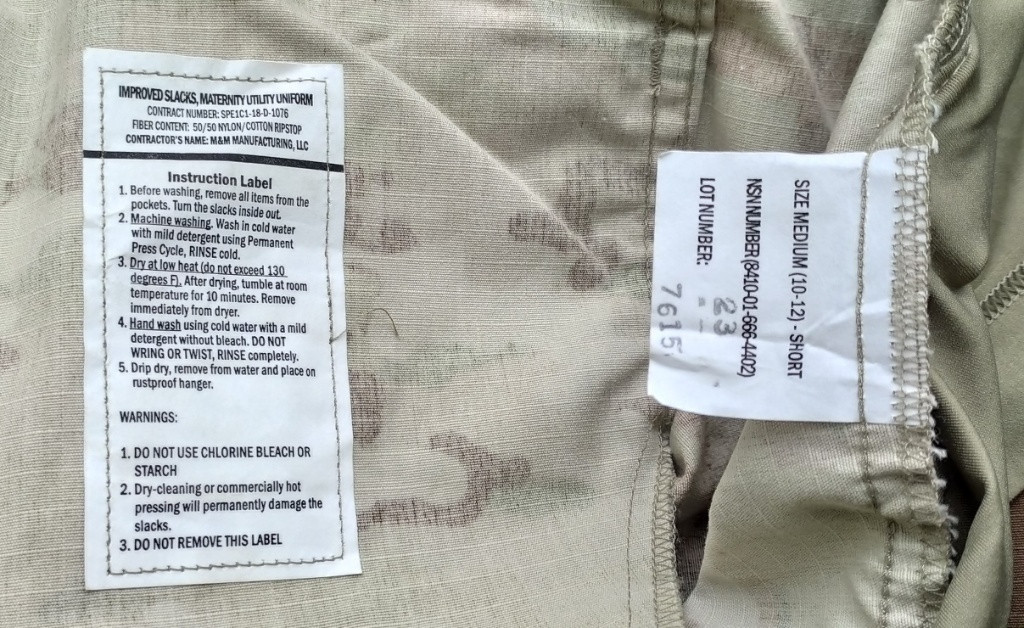 IMPROVED SLACKS, MATERNITY UTILITY UNIFORM
CONTRACT NUMBER: SPE1C1-18-D-1076
FIBER CONTENT: 50/50 NYLON/COTTON RIPSTOP
CONTRACTOR'S NAME: M&M MANUFACTURING, LLC
Instruction Label
1. Before washing, remove all items from the
pockets. Turn the slacks inside out.
2. Machine washing. Wash in cold water
with mild detergent using Permanent
Press Cycle, RINSE cold.
3. Dry at low heat (do not exceed 130
degrees F). After drying, tumble at room
temperature for 10 minutes. Remove
immediately from dryer.
4. Hand wash using cold water with a mild
detergent without bleach. DO NOT
WRING OR TWIST, RINSE completely.
5. Drip dry, remove from water and place on
rustproof hanger.
WARNINGS:
1. DO NOT USE CHLORINE BLEACH OR
STARCH
2. Dry-cleaning or commercially hot
pressing will permanently damage the
slacks.
3. DO NOT REMOVE THIS LABEL
SIZE MEDIUM (10-12) - SHORT
NSN NUMBER (8410-01-666-4402)
LOT NUMBER: 23
7615